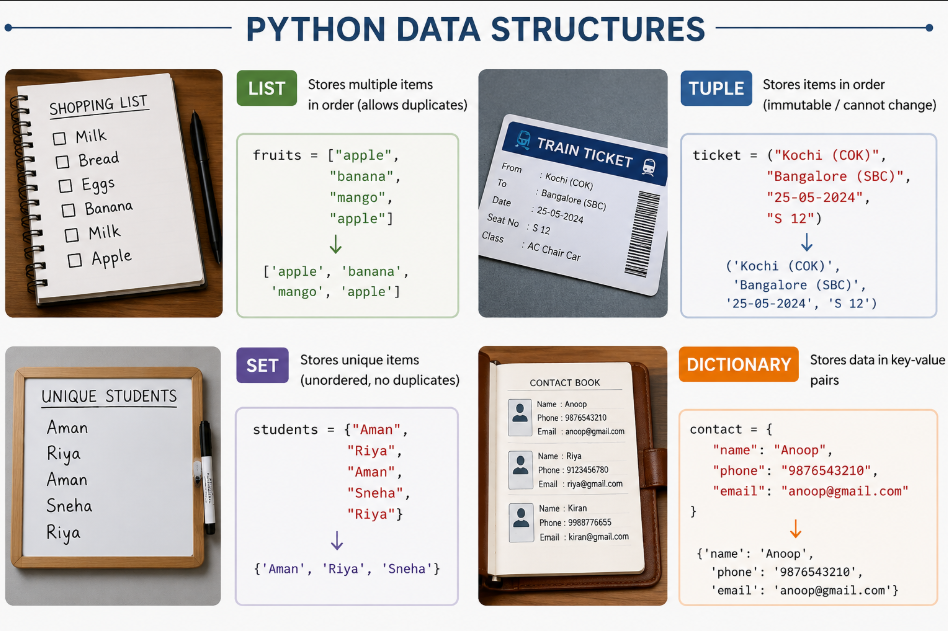 PYTHON DATA STRUCTURES
SHOPPING LIST
Milk
Bread
Eggs
Banana
Milk
Apple
LIST
Stores multiple items
in order (allows duplicates)
fruits = ["apple",
"banana",
"mango",
"apple"]
↓
['apple', 'banana',
'mango', 'apple']
TRAIN TICKET
From : Kochi (COK)
To : Bangalore (SBC)
Date : 25-05-2024
Seat No : S 12
Class : AC Chair Car
TUPLE
Stores items in order
(immutable / cannot change)
ticket = ("Kochi (COK)",
"Bangalore (SBC)",
"25-05-2024",
"S 12")
↓
('Kochi (COK)',
'Bangalore (SBC)',
'25-05-2024', 'S 12')
UNIQUE STUDENTS
Aman
Riya
Aman
Sneha
Riya
SET
Stores unique items
(unordered, no duplicates)
students = {"Aman",
"Riya",
"Aman",
"Sneha",
"Riya"}
↓
{'Aman', 'Riya', 'Sneha'}
CONTACT BOOK
Name : Anoop
Phone : 9876543210
Email : anoop@gmail.com
Name : Riya
Phone : 9123456780
Email : riya@gmail.com
Name : Kiran
Phone : 9988776655
Email : kiran@gmail.com
DICTIONARY
Stores data in key-value
pairs
contact = {
"name": "Anoop",
"phone": "9876543210",
"email": "anoop@gmail.com"
}
↓
{'name': 'Anoop',
'phone': '9876543210',
'email': 'anoop@gmail.com'}